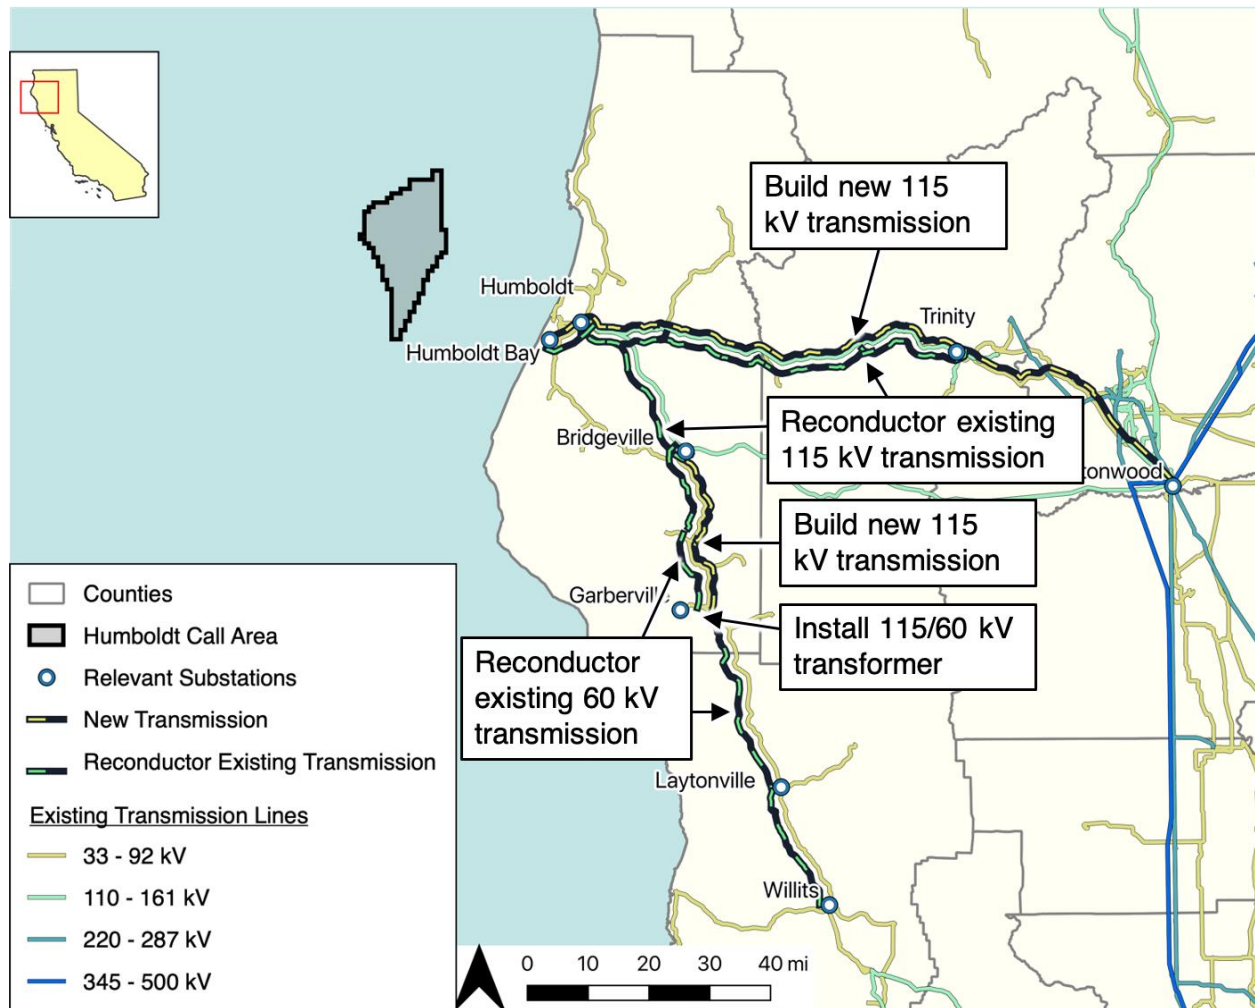 Build new 115
kV transmission
Humboldt
Trinity
Humboldt Bay
Reconductor existing
115 kV transmission
Bridgeville
onwood
Build new 115
kV transmission
Garberville
Install 115/60 kV
transformer
Reconductor
existing 60 kV
transmission
Laytonville
Willits
Counties
Humboldt Call Area
Relevant Substations
New Transmission
Reconductor Existing Transmission
Existing Transmission Lines
33 - 92 kV
110 - 161 kV
220 - 287 kV
345 - 500 kV
0 10 20 30 40 mi